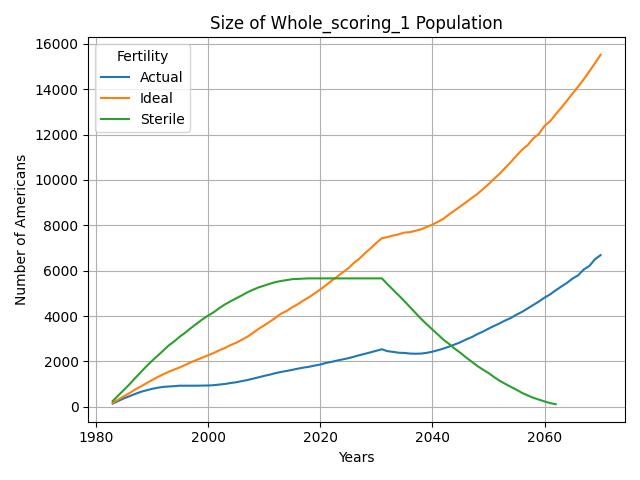 Size of Whole_scoring_1 Population
Fertility
Actual
Ideal
Sterile
Number of Americans
16000
14000
12000
10000
8000
6000
4000
2000
0
1980
2000
2020
2040
2060
Years